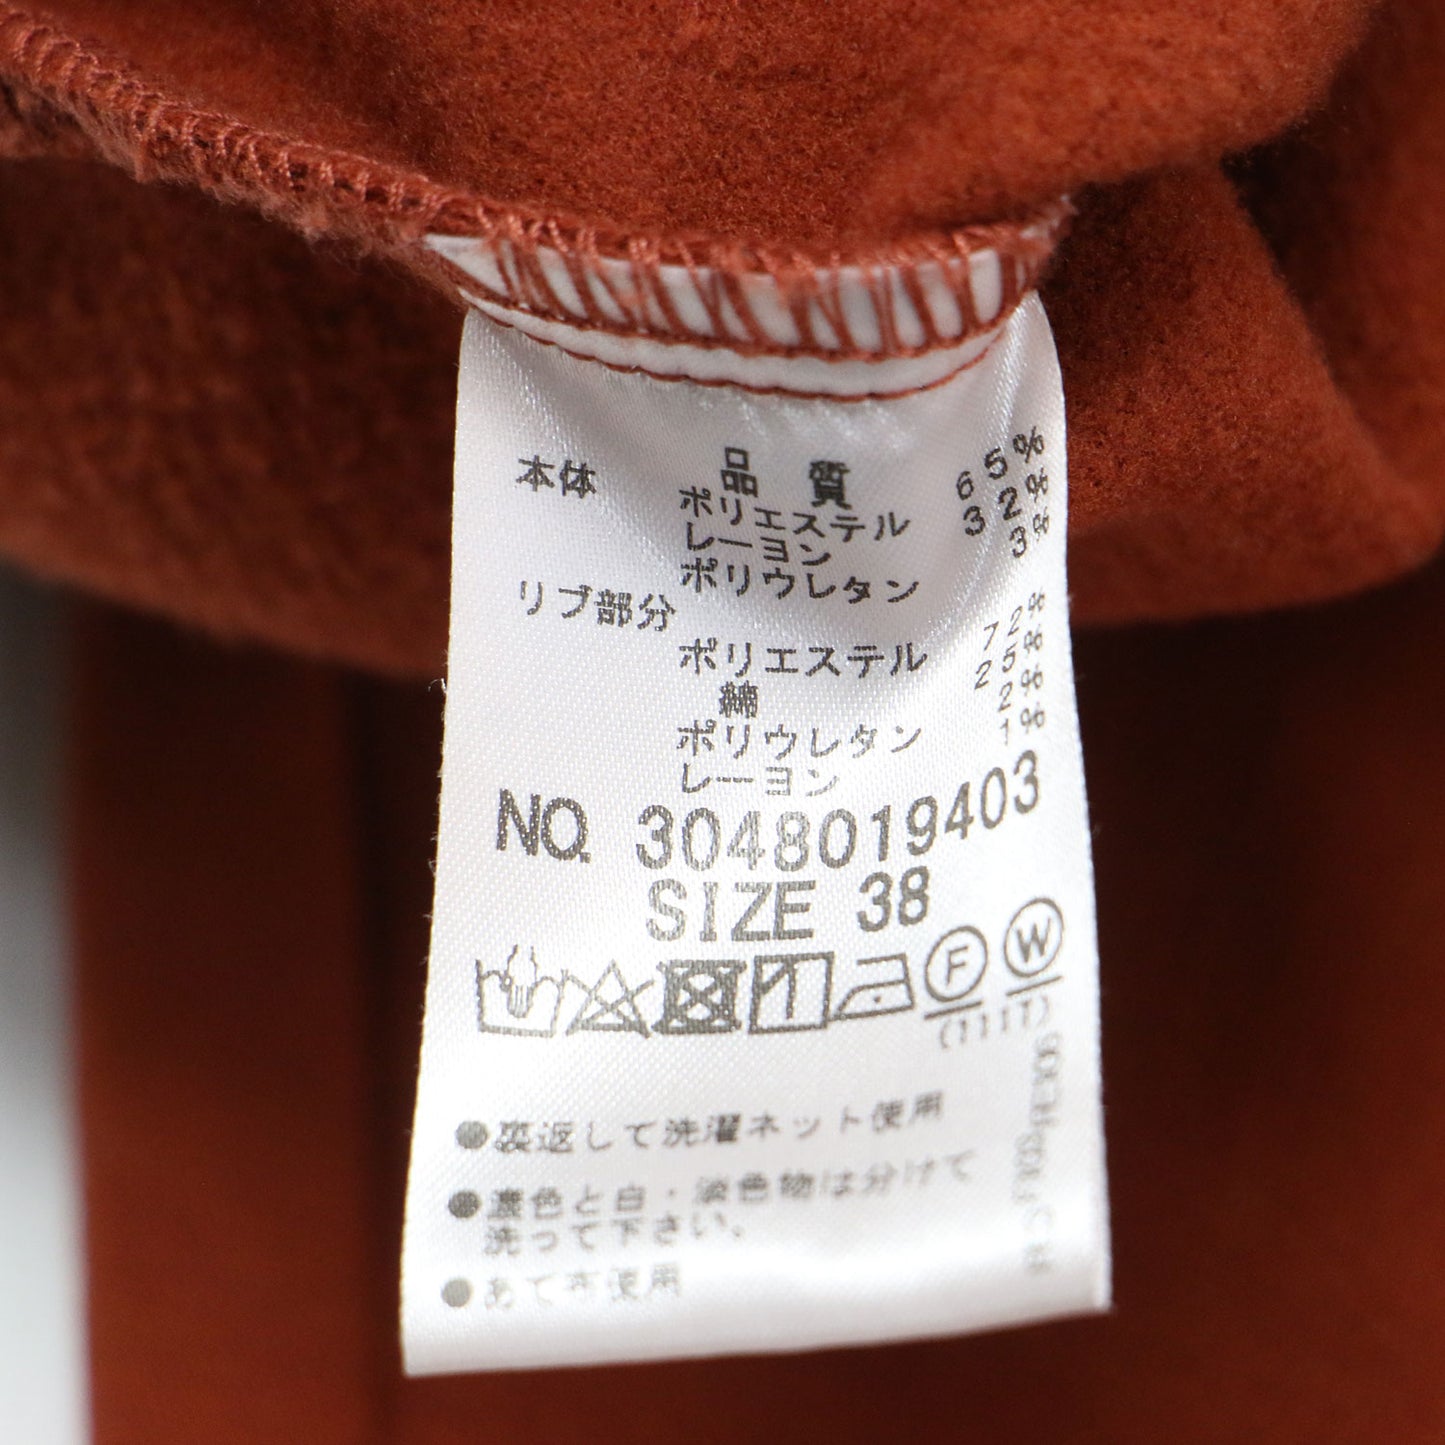 品質
本体
ポリエステル 65%
レーヨン 32%
ポリウレタン 3%
リブ部分
ポリエステル 72%
綿 25%
ポリウレタン 2%
レーヨン 1%
NO. 3048019403
SIZE 38
F W
●裏返して洗濯ネット使用
●濃色と白・淡色物は分けて
洗って下さい。
●あて布使用